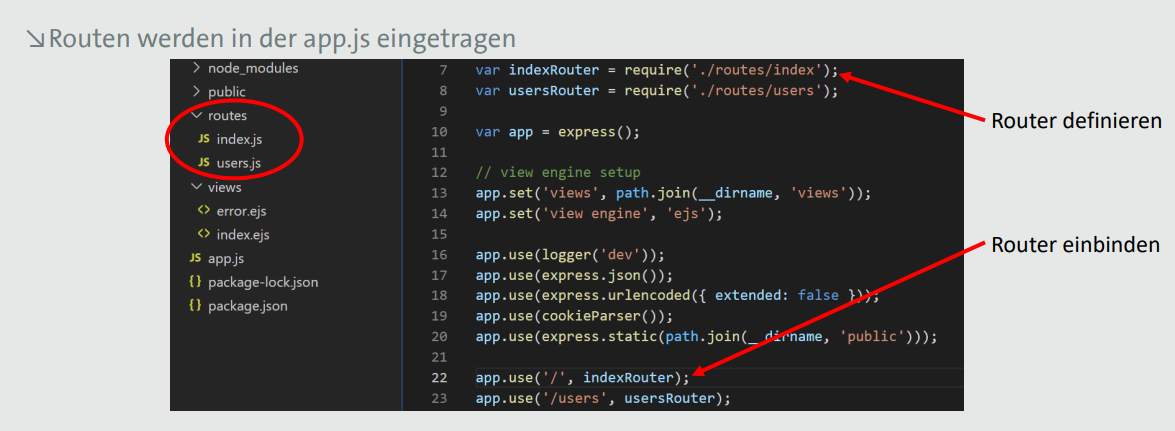 ↘Routen werden in der app.js eingetragen
> node_modules
> public
∨ routes
JS index.js
JS users.js
∨ views
<> error.ejs
<> index.ejs
JS app.js
{} package-lock.json
{} package.json
7 var indexRouter = require('./routes/index');
8 var usersRouter = require('./routes/users');
9
10 var app = express();
11
12 // view engine setup
13 app.set('views', path.join(__dirname, 'views'));
14 app.set('view engine', 'ejs');
15
16 app.use(logger('dev'));
17 app.use(express.json());
18 app.use(express.urlencoded({ extended: false }));
19 app.use(cookieParser());
20 app.use(express.static(path.join(__dirname, 'public')));
21
22 app.use('/', indexRouter);
23 app.use('/users', usersRouter);
Router definieren
Router einbinden